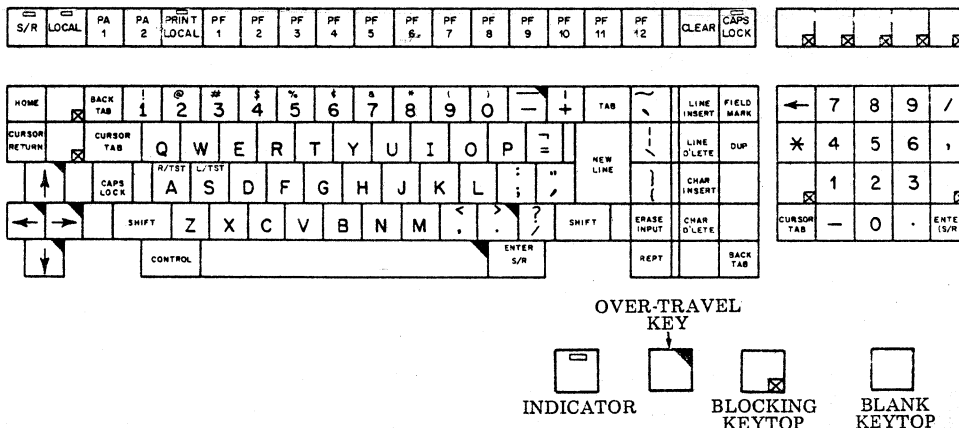 S/R LOCAL PA 1 PA 2 PRINT LOCAL PF 1 PF 2 PF 3 PF 4 PF 5 PF 6 PF 7 PF 8 PF 9 PF 10 PF 11 PF 12 CLEAR CAPS LOCK
HOME BACK TAB ! 1 @ 2 # 3 $ 4 % 5 ¢ 6 & 7 * 8 ( 9 ) 0 — - | + TAB ~ ` LINE INSERT FIELD MARK ← 7 8 9 /
CURSOR RETURN CURSOR TAB Q W E R T Y U I O P ¬ = NEW LINE ¦ \ LINE D'LETE DUP * 4 5 6 ,
↑ CAPS LOCK R/TST A L/TST S D F G H J K L : ; " ' } { CHAR INSERT 1 2 3
← → SHIFT Z X C V B N M < , > . ? / SHIFT ERASE INPUT CHAR D'LETE CURSOR TAB - 0 . ENTER (S/R
↓ CONTROL ENTER S/R REPT BACK TAB
OVER-TRAVEL
KEY
INDICATOR BLOCKING KEYTOP BLANK KEYTOP